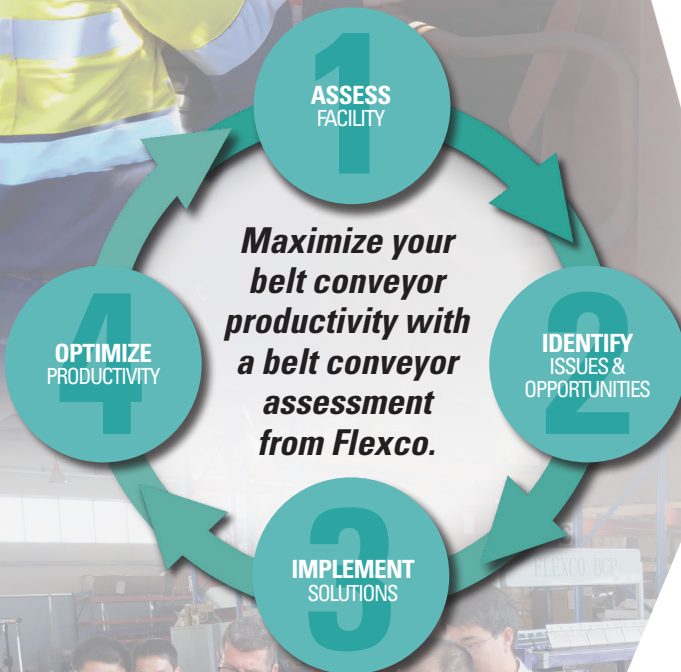 1
ASSESS
FACILITY
Maximize your
belt conveyor
productivity with
a belt conveyor
assessment
from Flexco.
2
IDENTIFY
ISSUES &
OPPORTUNITIES
3
IMPLEMENT
SOLUTIONS
4
OPTIMIZE
PRODUCTIVITY
FLEXCO BCP